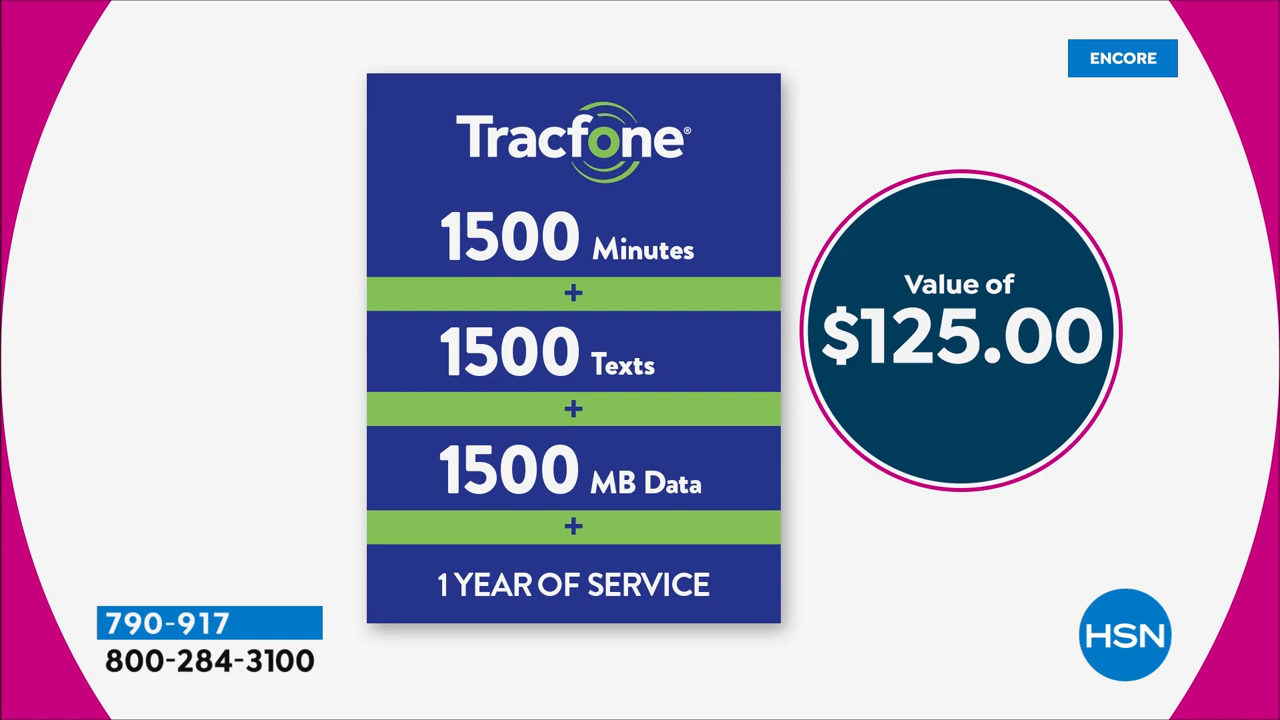 ENCORE
Tracfone®
1500 Minutes
+
1500 Texts
+
1500 MB Data
+
1 YEAR OF SERVICE
Value of
$125.00
790-917
800-284-3100
HSN